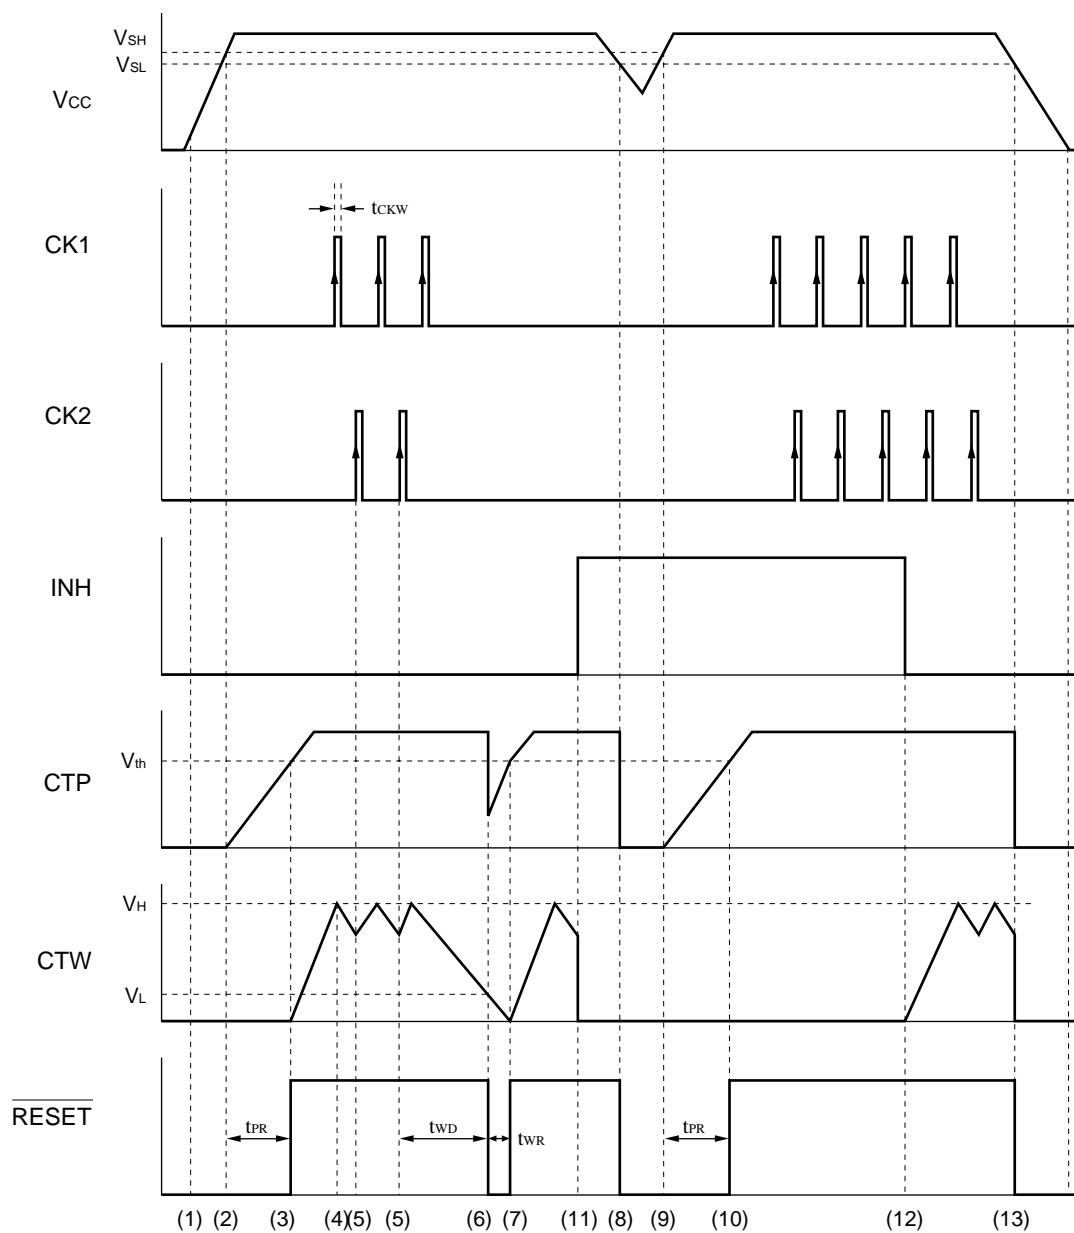 VSH
VSL
VCC
tCKW
CK1
CK2
INH
Vth
CTP
VH
CTW
VL
RESET
tPR
tWD
tWR
tPR
(1) (2) (3) (4)(5) (5) (6) (7) (11) (8) (9) (10) (12) (13)